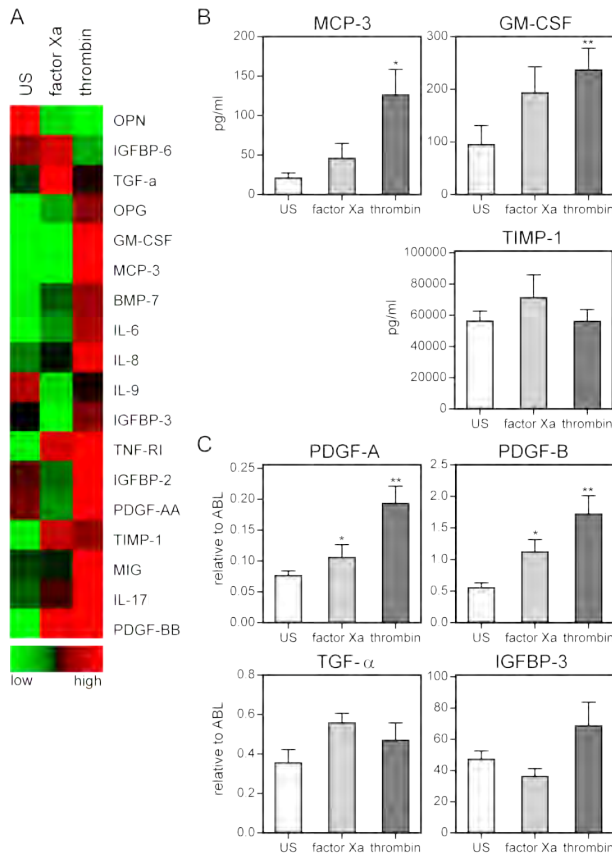 A
US
factor Xa
thrombin
OPN
IGFBP-6
TGF-a
OPG
GM-CSF
MCP-3
BMP-7
IL-6
IL-8
IL-9
IGFBP-3
TNF-RI
IGFBP-2
PDGF-AA
TIMP-1
MIG
IL-17
PDGF-BB
low high
B
MCP-3
200
150
100
50
0
pg/ml
*
US factor Xa thrombin
GM-CSF
300
200
100
0
**
US factor Xa thrombin
TIMP-1
100000
80000
60000
40000
20000
0
pg/ml
US factor Xa thrombin
C
PDGF-A
0.25
0.20
0.15
0.10
0.05
0.00
relative to ABL
*
**
US factor Xa thrombin
PDGF-B
2.5
2.0
1.5
1.0
0.5
0.0
*
**
US factor Xa thrombin
TGF-α
0.8
0.6
0.4
0.2
0.0
relative to ABL
US factor Xa thrombin
IGFBP-3
100
80
60
40
20
0
US factor Xa thrombin